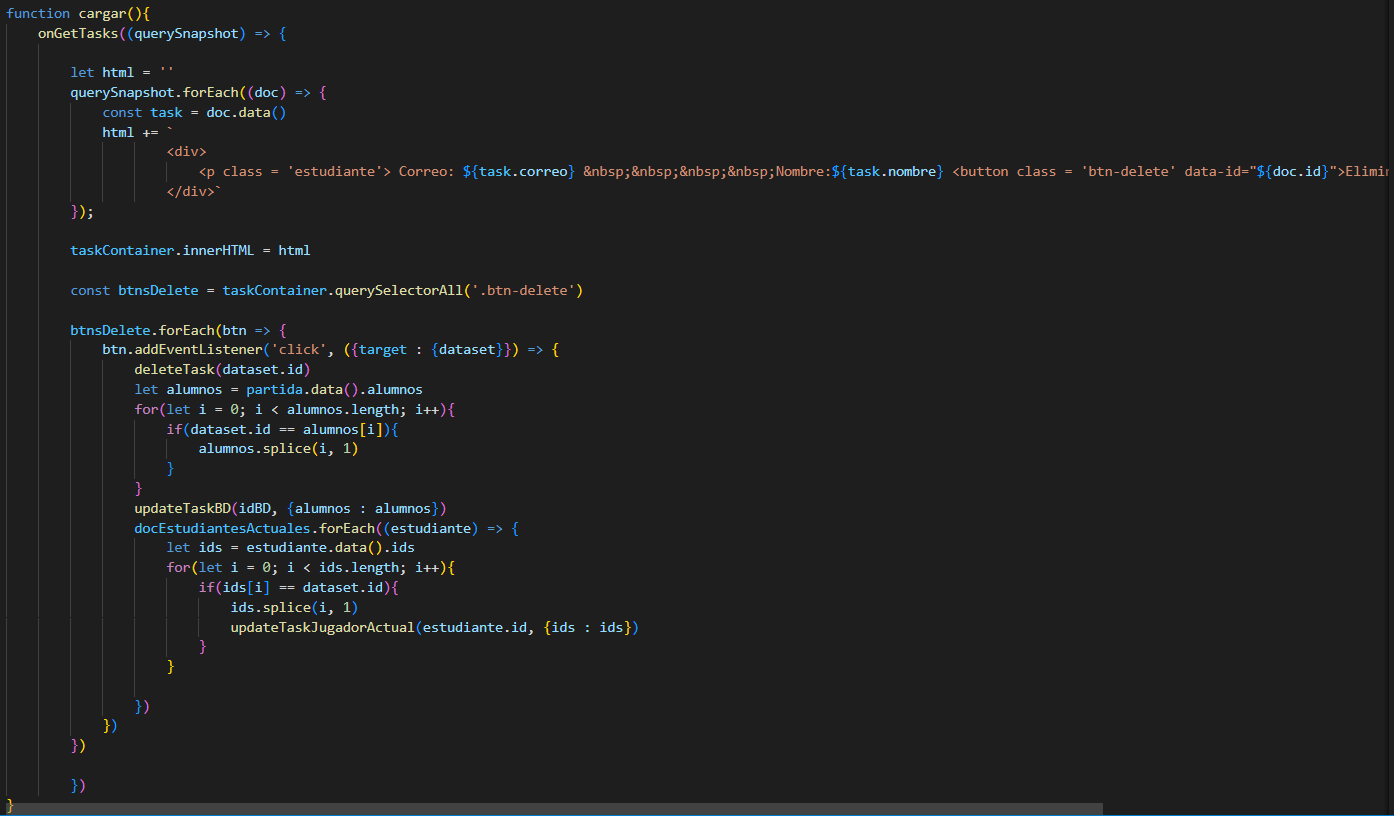 function cargar(){
onGetTasks((querySnapshot) => {
let html = ''
querySnapshot.forEach((doc) => {
const task = doc.data()
html += `
<div>
<p class = 'estudiante'> Correo: ${task.correo} &nbsp;&nbsp;&nbsp;&nbsp;Nombre:${task.nombre} <button class = 'btn-delete' data-id="${doc.id}">Elimin
</div>`
});
taskContainer.innerHTML = html
const btnsDelete = taskContainer.querySelectorAll('.btn-delete')
btnsDelete.forEach(btn => {
btn.addEventListener('click', ({target : {dataset}}) => {
deleteTask(dataset.id)
let alumnos = partida.data().alumnos
for(let i = 0; i < alumnos.length; i++){
if(dataset.id == alumnos[i]){
alumnos.splice(i, 1)
}
}
updateTaskBD(idBD, {alumnos : alumnos})
docEstudiantesActuales.forEach((estudiante) => {
let ids = estudiante.data().ids
for(let i = 0; i < ids.length; i++){
if(ids[i] == dataset.id){
ids.splice(i, 1)
updateTaskJugadorActual(estudiante.id, {ids : ids})
}
}
})
})
})
})
}